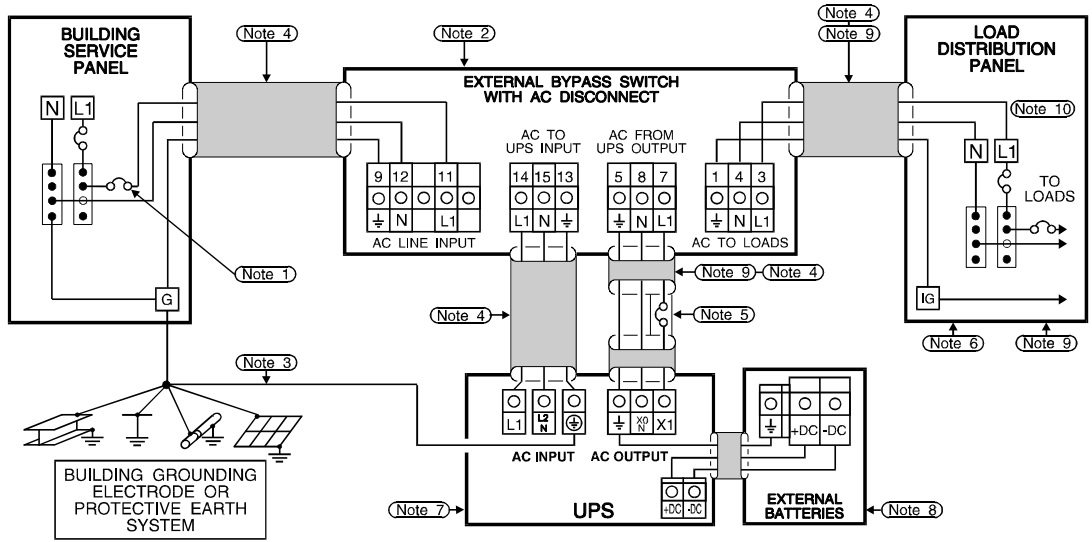 BUILDING
SERVICE
PANEL
N L1
G
Note 4
Note 2
Note 4
Note 9
EXTERNAL BYPASS SWITCH
WITH AC DISCONNECT
AC TO
UPS INPUT
AC FROM
UPS OUTPUT
9 12 11
N L1
AC LINE INPUT
14 15 13
L1 N
5 8 7
N L1
1 4 3
N L1
AC TO LOADS
LOAD
DISTRIBUTION
PANEL
Note 10
N L1
TO
LOADS
IG
Note 1
Note 9
Note 4
Note 4
Note 5
Note 6
Note 9
Note 3
L1
L2
N
AC INPUT
X0
N
X1
AC OUTPUT
+DC -DC
UPS
+DC -DC
EXTERNAL
BATTERIES
Note 7
Note 8
BUILDING GROUNDING
ELECTRODE OR
PROTECTIVE EARTH
SYSTEM